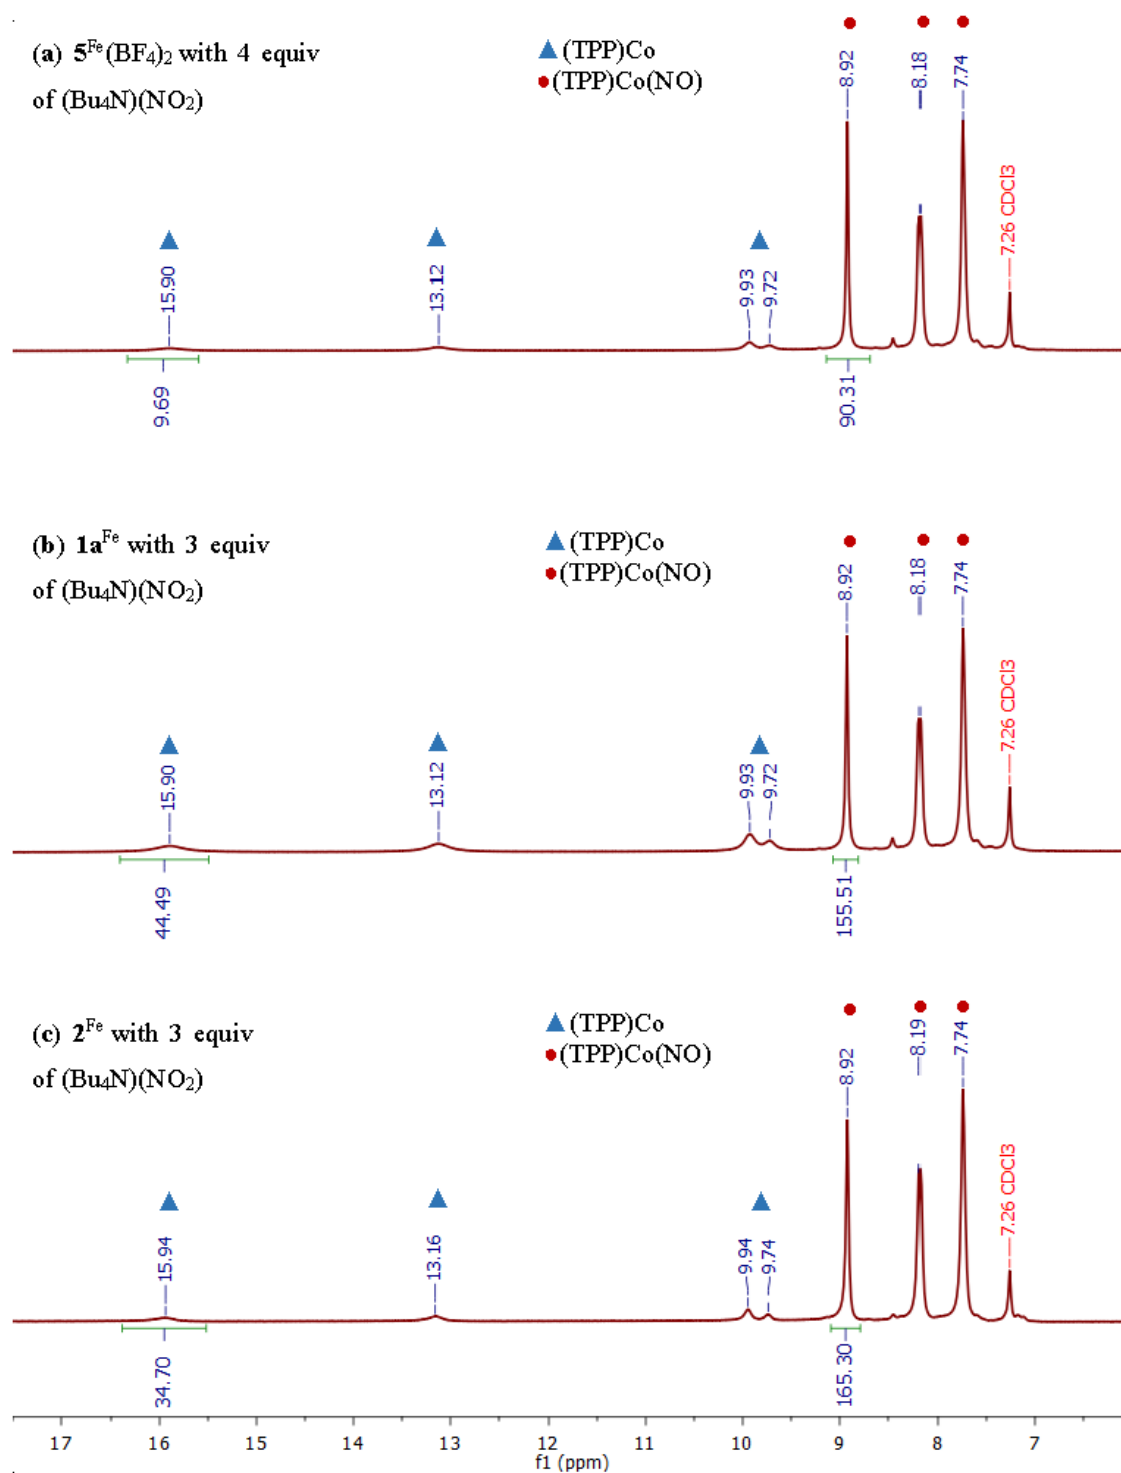 (a) 5Fe(BF4)2 with 4 equiv
of (Bu4N)(NO2)
(TPP)Co
(TPP)Co(NO)
15.90
13.12
9.93
9.72
8.92
8.18
7.74
7.26 CDCl3
9.69
90.31
(b) 1aFe with 3 equiv
of (Bu4N)(NO2)
(TPP)Co
(TPP)Co(NO)
15.90
13.12
9.93
9.72
8.92
8.18
7.74
7.26 CDCl3
44.49
155.51
(c) 2Fe with 3 equiv
of (Bu4N)(NO2)
(TPP)Co
(TPP)Co(NO)
15.94
13.16
9.94
9.74
8.92
8.19
7.74
7.26 CDCl3
34.70
165.30
17 16 15 14 13 12 11 10 9 8 7
f1 (ppm)